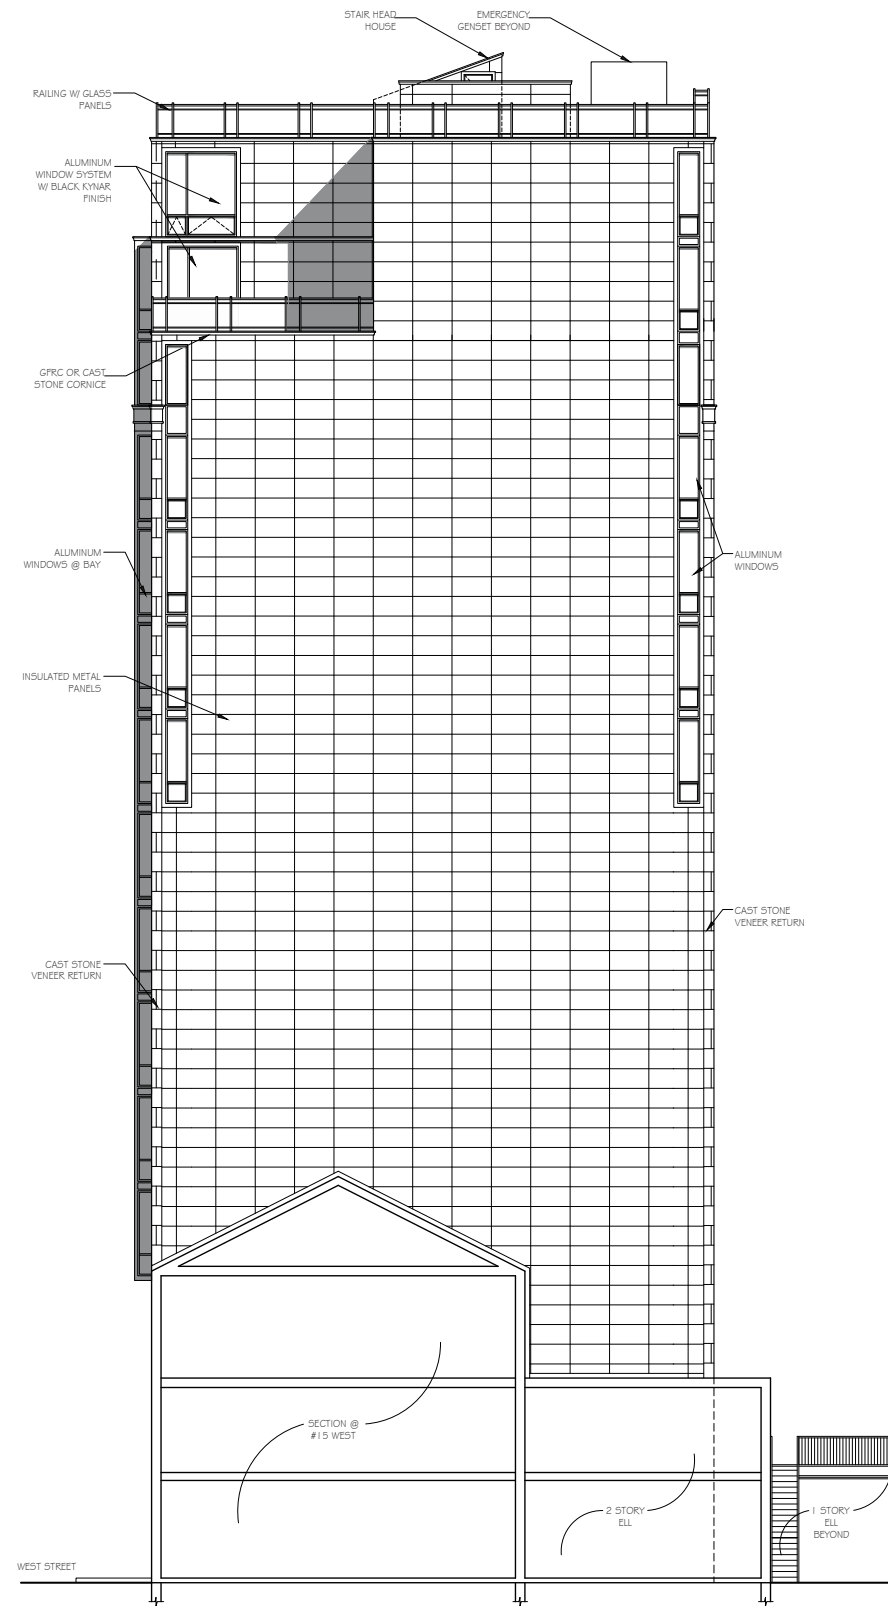 STAIR HEAD
HOUSE
EMERGENCY
GENSET BEYOND
RAILING W/ GLASS
PANELS
ALUMINUM
WINDOW SYSTEM
W/ BLACK KYNAR
FINISH
GFRC OR CAST
STONE CORNICE
ALUMINUM
WINDOWS @ BAY
ALUMINUM
WINDOWS
INSULATED METAL
PANELS
CAST STONE
VENEER RETURN
CAST STONE
VENEER RETURN
SECTION @
#15 WEST
2 STORY
ELL
1 STORY
ELL
BEYOND
WEST STREET